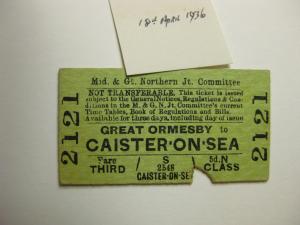 18th April 1936
Mid. & Gt. Northern Jt. Committee
NOT TRANSFERABLE. This ticket is issued
subject to the General Notices, Regulations & Con-
ditions in the M. & G. N. Jt. Committee's current
Time Tables, Book of Regulations and Bills.
Available for three days, including day of issue
GREAT ORMESBY to
CAISTER·ON·SEA
Fare / S / 5d. N
THIRD / 2548 CLASS
CAISTER-ON-SE
2121
2121